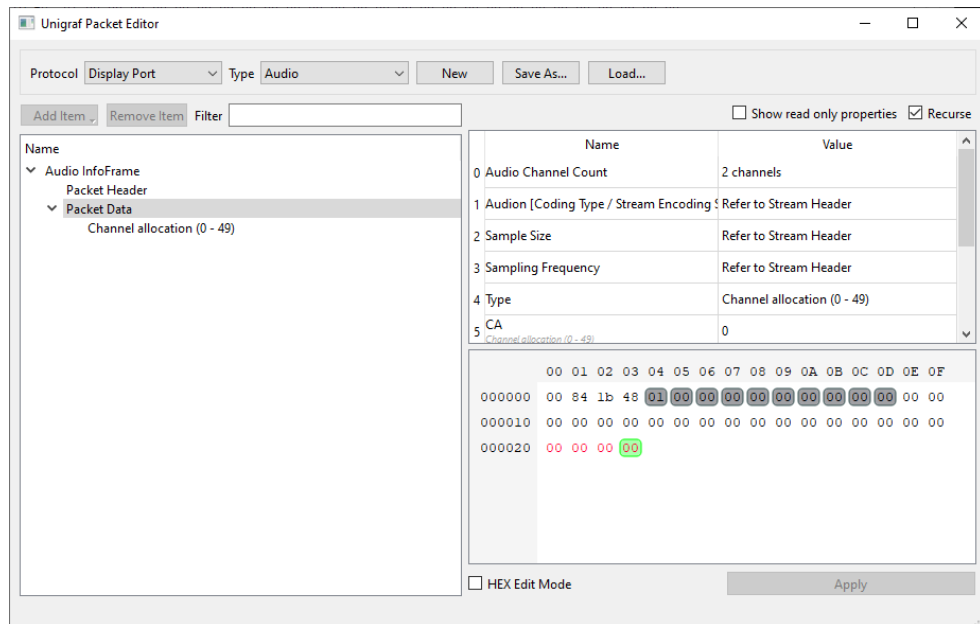 Unigraf Packet Editor
Protocol Display Port Type Audio New Save As... Load...
Add Item Remove Item Filter
Show read only properties Recurse
Name
Audio InfoFrame
Packet Header
Packet Data
Channel allocation (0 - 49)
Name Value
0 Audio Channel Count 2 channels
1 Audion [Coding Type / Stream Encoding S Refer to Stream Header
2 Sample Size Refer to Stream Header
3 Sampling Frequency Refer to Stream Header
4 Type Channel allocation (0 - 49)
5 CA 0
Channel allocation (0 - 49)
00 01 02 03 04 05 06 07 08 09 0A 0B 0C 0D 0E 0F
000000 00 84 1b 48 01 00 00 00 00 00 00 00 00 00 00 00
000010 00 00 00 00 00 00 00 00 00 00 00 00 00 00 00 00
000020 00 00 00 00
HEX Edit Mode Apply